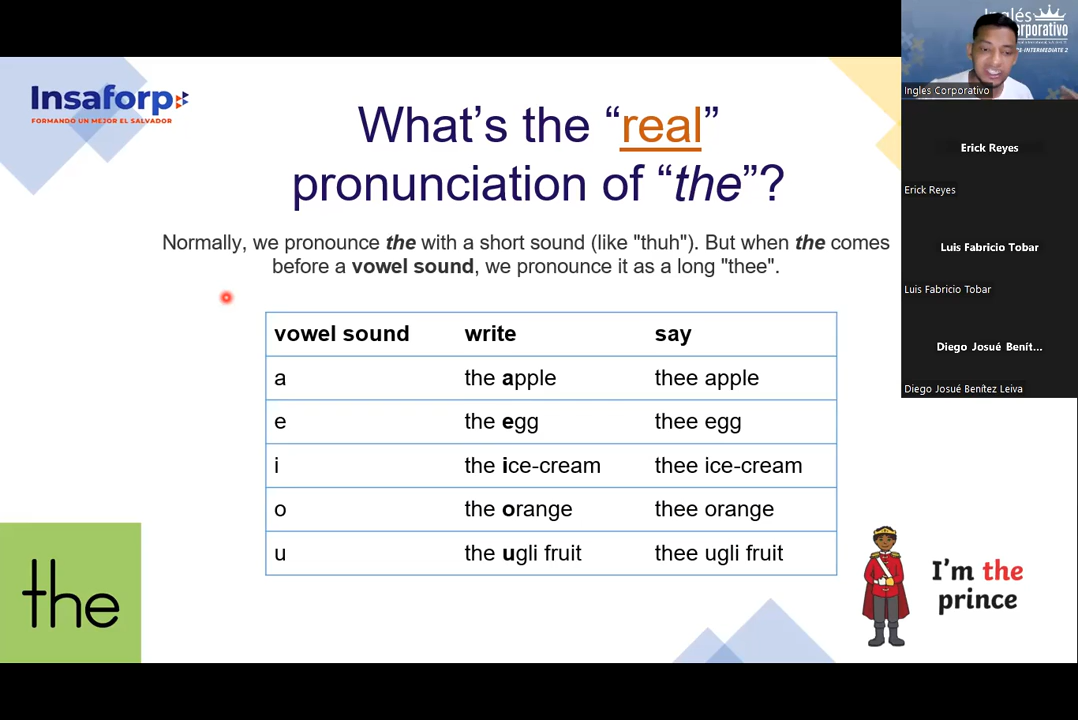 Insaforp
FORMANDO UN MEJOR EL SALVADOR
What's the “real”
pronunciation of “the”?
Normally, we pronounce the with a short sound (like "thuh"). But when the comes
before a vowel sound, we pronounce it as a long "thee".
vowel sound write say
a the apple thee apple
e the egg thee egg
i the ice-cream thee ice-cream
o the orange thee orange
u the ugli fruit thee ugli fruit
the
I'm the
prince
Inglés
Ingles Corporativo
Erick Reyes
Erick Reyes
Luis Fabricio Tobar
Luis Fabricio Tobar
Diego Josué Benít...
Diego Josué Benítez Leiva